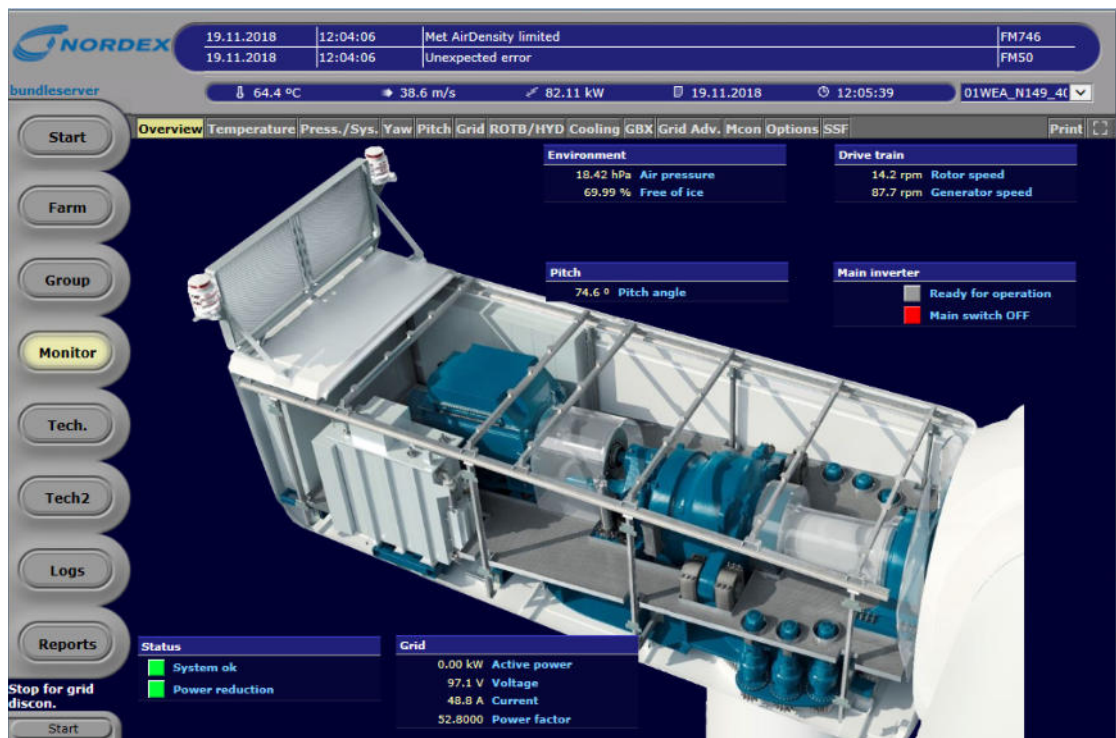 NORDEX
19.11.2018 12:04:06 Met AirDensity limited FM746
19.11.2018 12:04:06 Unexpected error FM50
bundleserver
64.4 ºC 38.6 m/s 82.11 kW 19.11.2018 12:05:39 01WEA_N149_40
Overview Temperature Press./Sys. Yaw Pitch Grid ROTB/HYD Cooling GBX Grid Adv. Mcon Options SSF Print
Start
Farm
Group
Monitor
Tech.
Tech2
Logs
Reports
Stop for grid
discon.
Start
Environment
18.42 hPa Air pressure
69.99 % Free of ice
Drive train
14.2 rpm Rotor speed
87.7 rpm Generator speed
Pitch
74.6 º Pitch angle
Main inverter
Ready for operation
Main switch OFF
Status
System ok
Power reduction
Grid
0.00 kW Active power
97.1 V Voltage
48.8 A Current
52.8000 Power factor